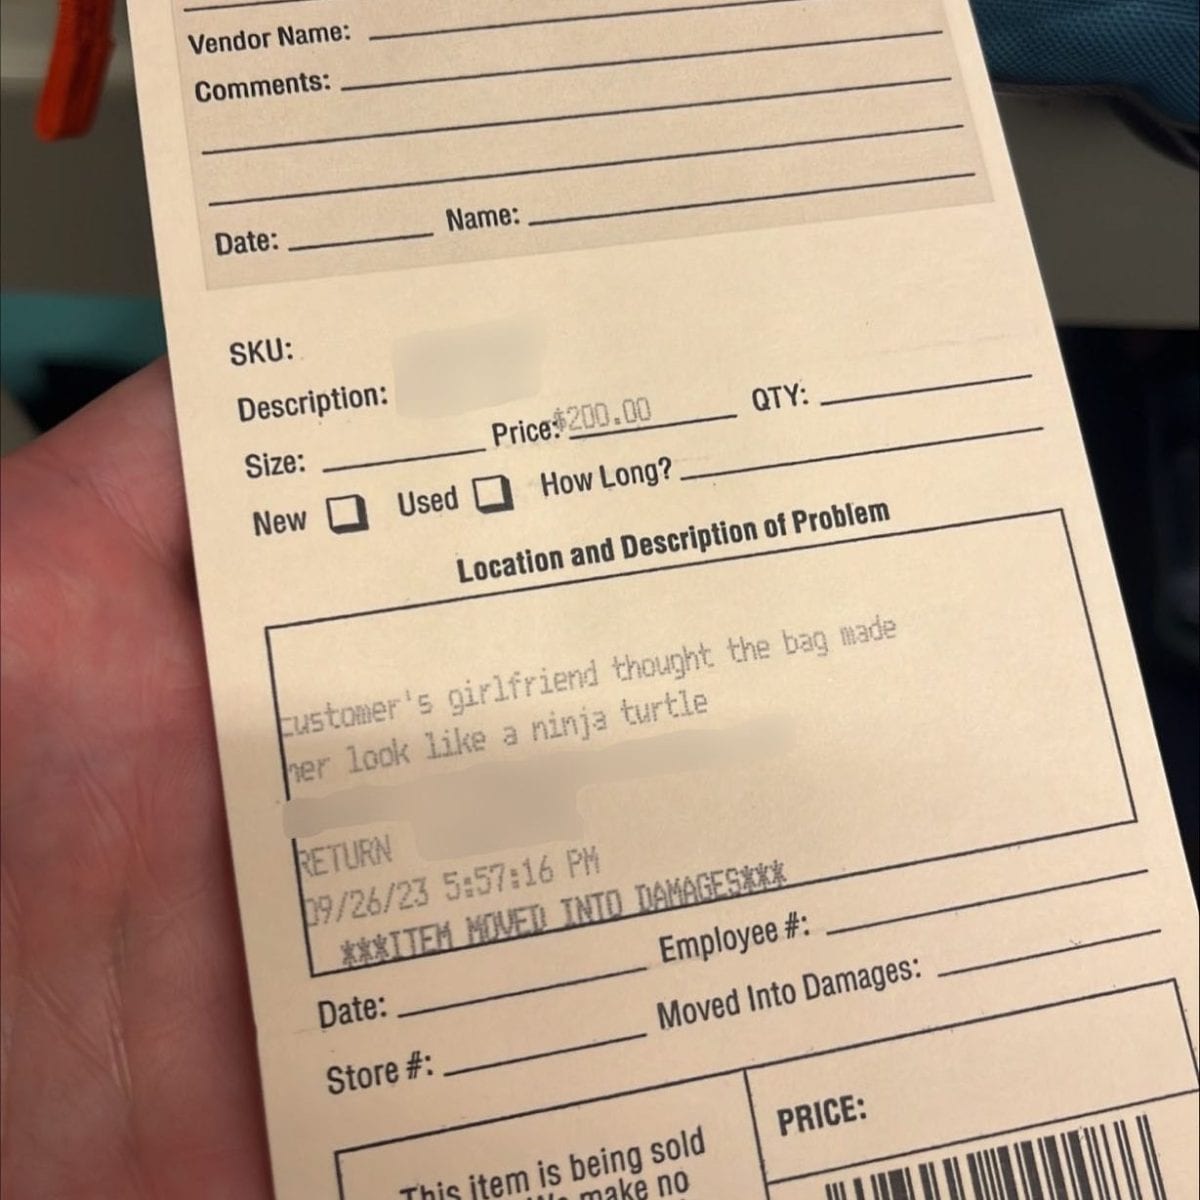 Vendor Name:
Comments:
Date: Name:
SKU:
Description:
Size: Price: $200.00 QTY:
New Used How Long?
Location and Description of Problem
customer's girlfriend thought the bag made
her look like a ninja turtle
RETURN
09/26/23 5:57:16 PM
***ITEM MOVED INTO DAMAGES***
Date: Employee #:
Store #: Moved Into Damages:
This item is being sold
make no
PRICE: